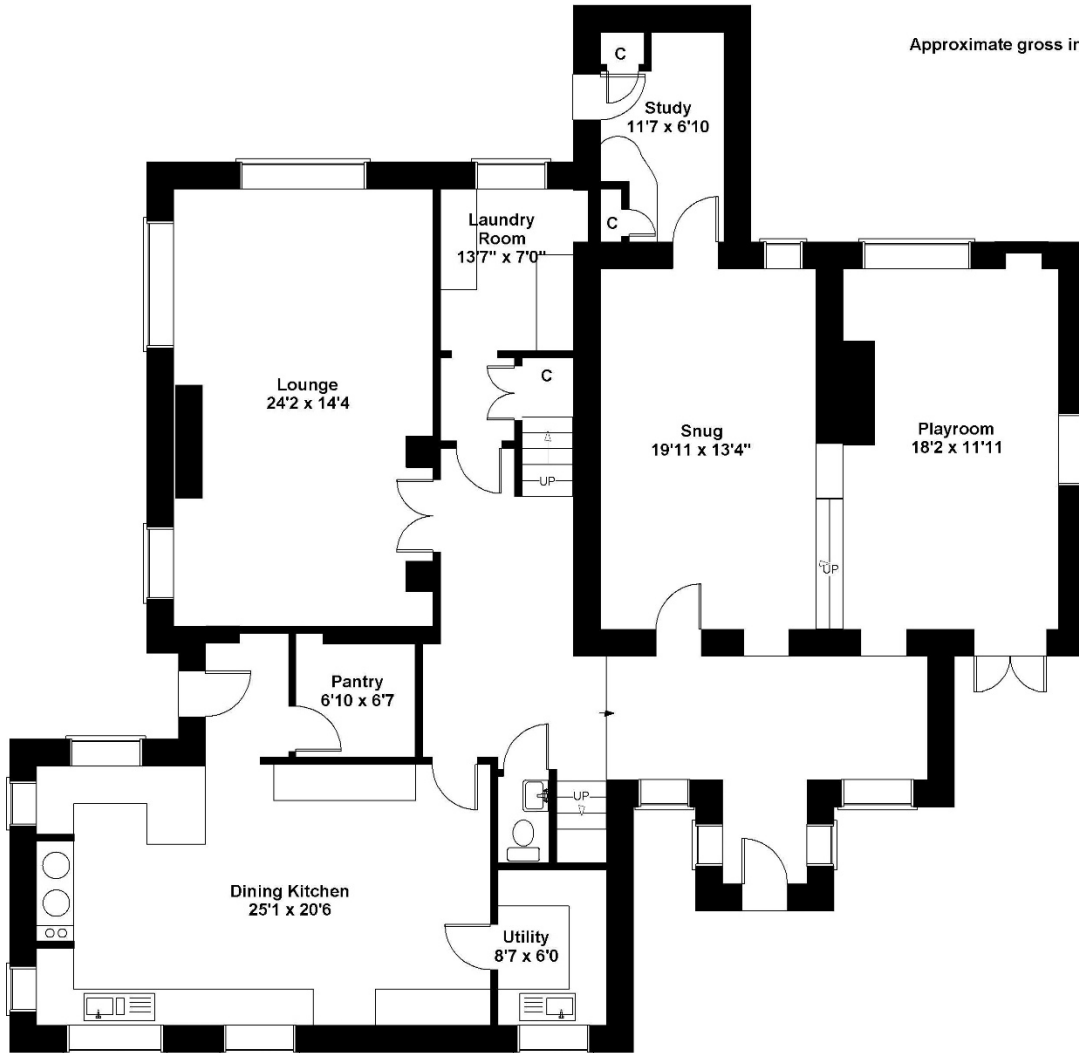 Approximate gross in
C
Study
11'7 x 6'10
Laundry
Room
13'7" x 7'0"
C
Lounge
24'2 x 14'4
C
UP
Snug
19'11 x 13'4"
Playroom
18'2 x 11'11
UP
Pantry
6'10 x 6'7
UP
Dining Kitchen
25'1 x 20'6
Utility
8'7 x 6'0